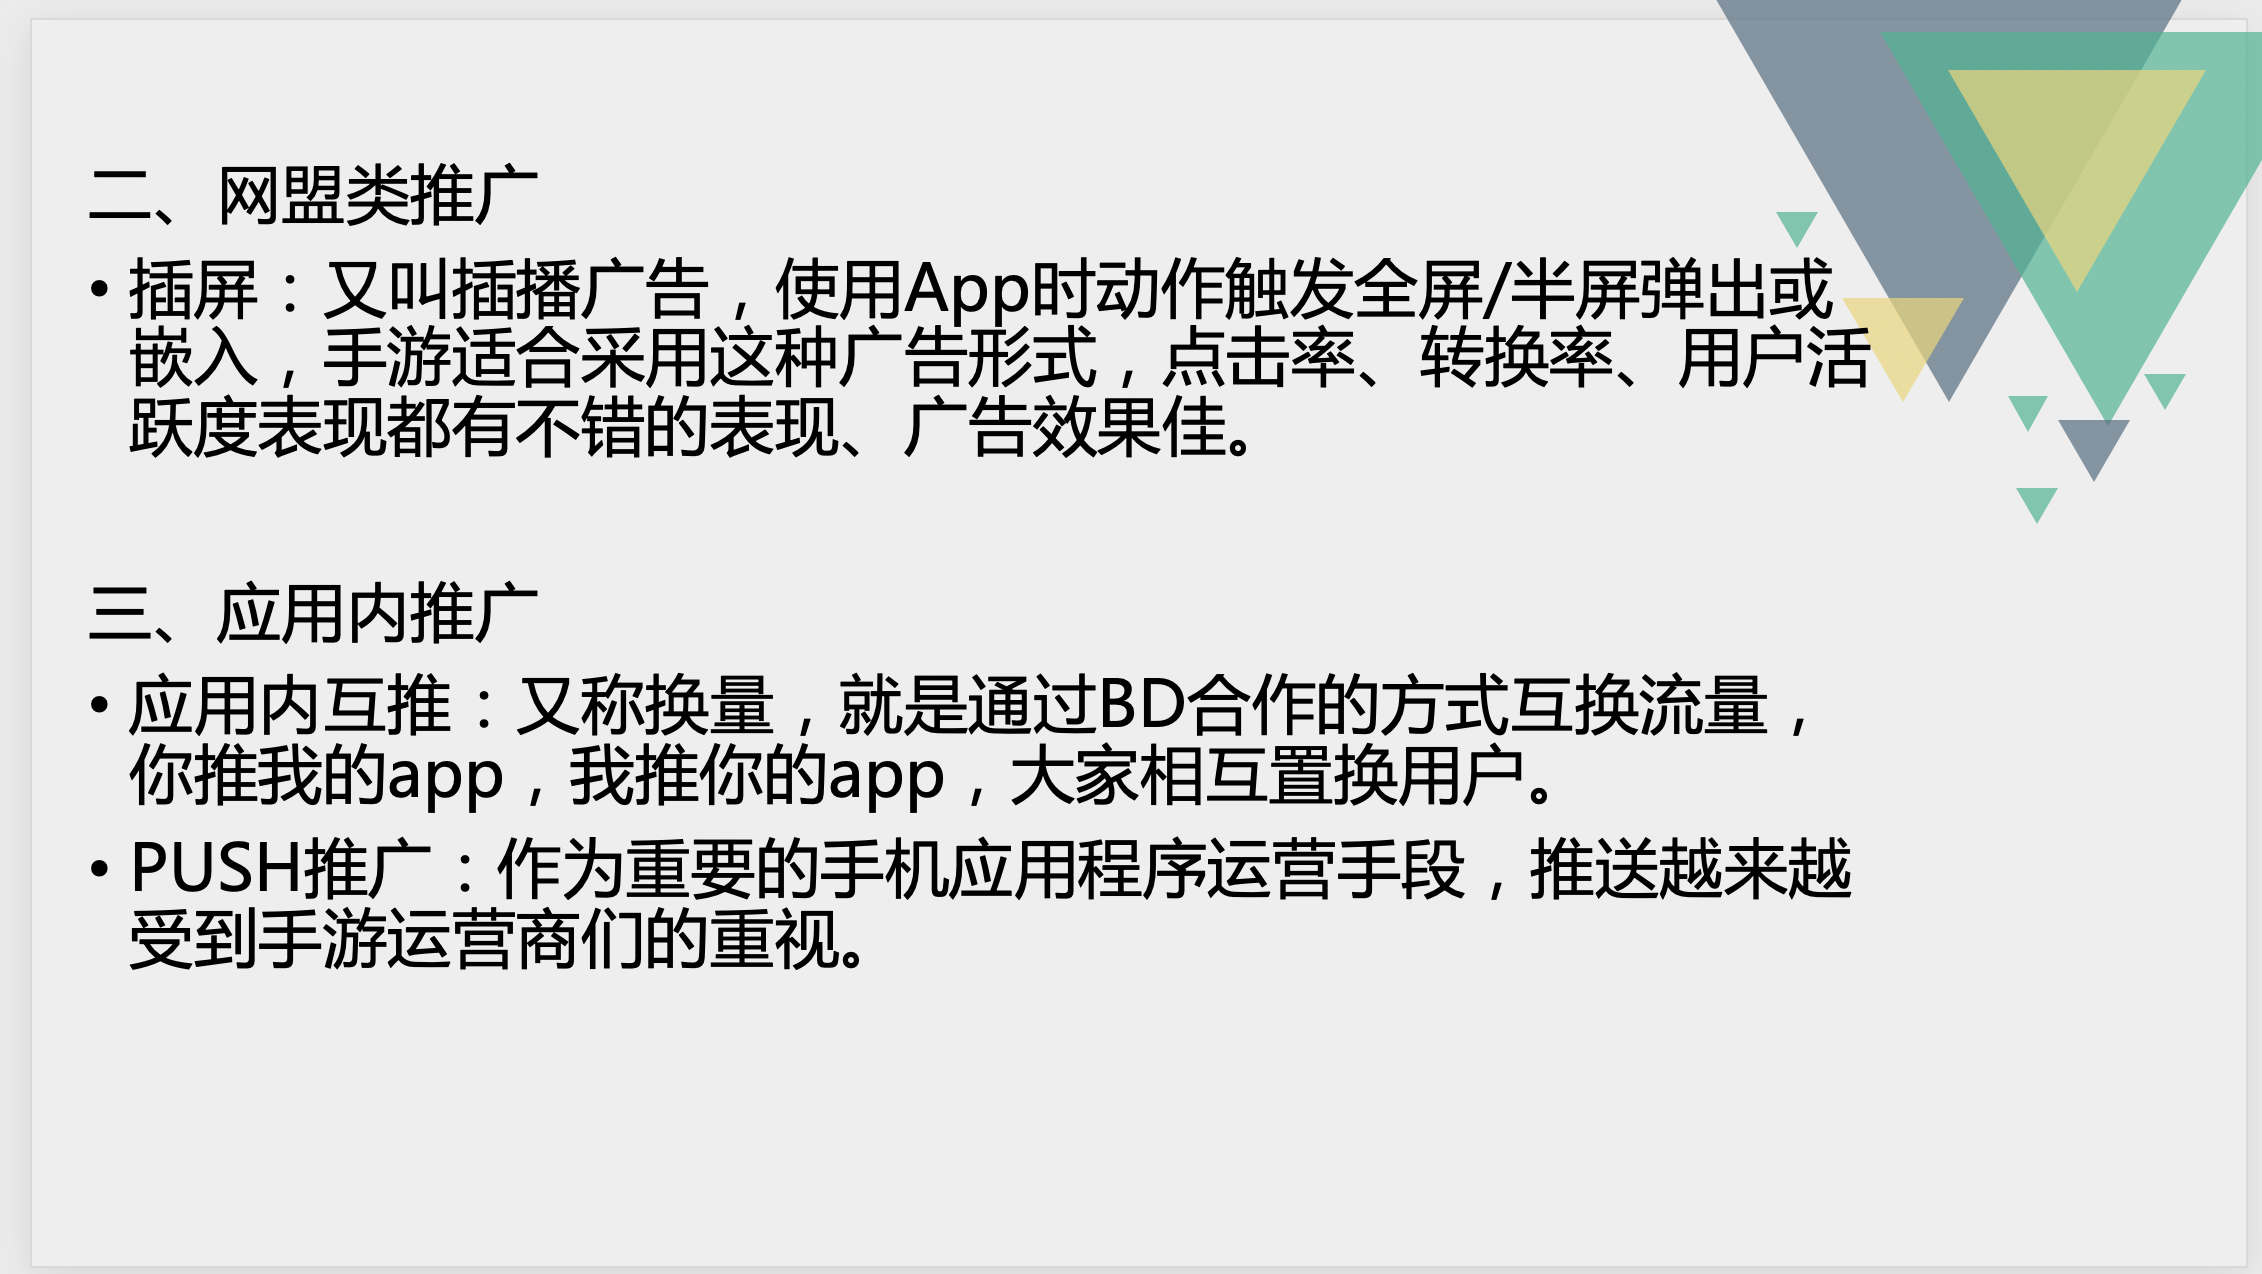 二、网盟类推广
• 插屏：又叫插播广告，使用App时动作触发全屏/半屏弹出或
嵌入，手游适合采用这种广告形式，点击率、转换率、用户活
跃度表现都有不错的表现、广告效果佳。
三、应用内推广
• 应用内互推：又称换量，就是通过BD合作的方式互换流量，
你推我的app，我推你的app，大家相互置换用户。
• PUSH推广：作为重要的手机应用程序运营手段，推送越来越
受到手游运营商们的重视。